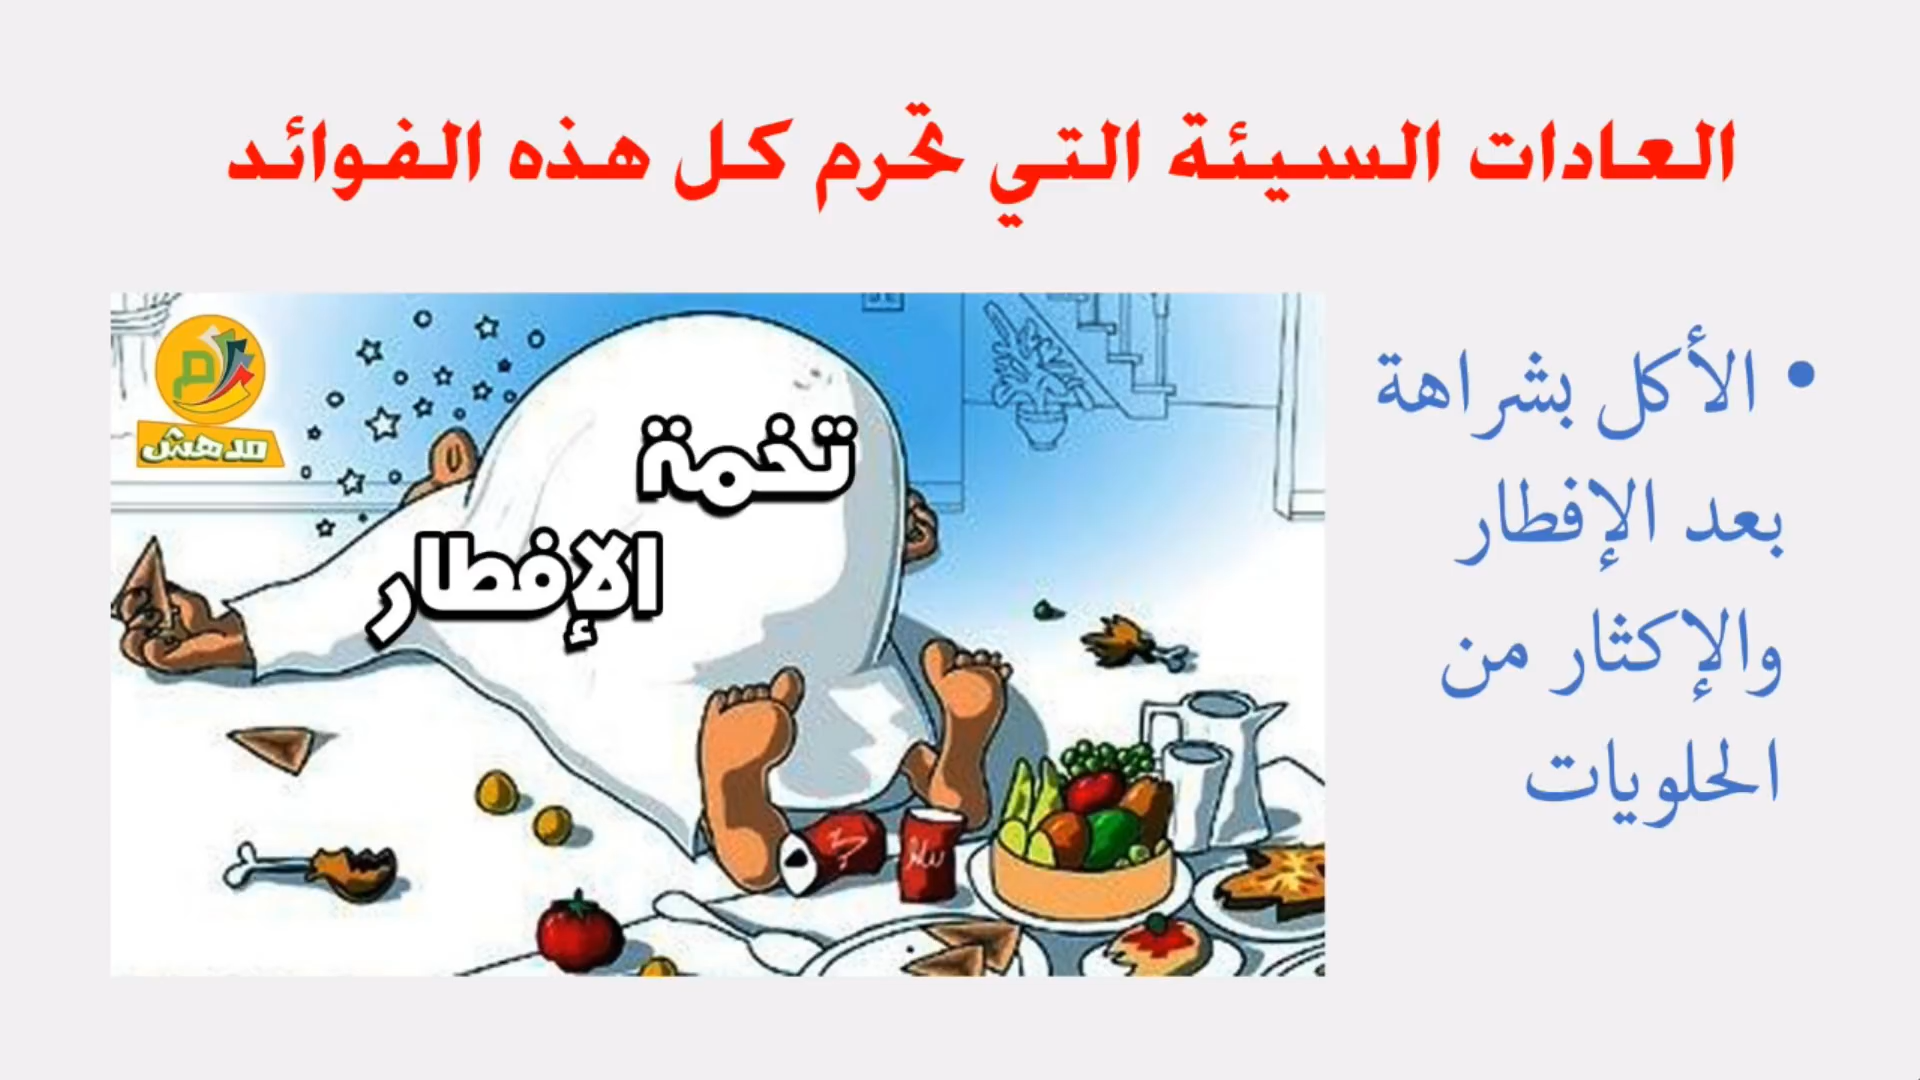 العادات السيئة التي تحرم كل هذه الفوائد
• الأكل بشراهة
بعد الإفطار
والإكثار من
الحلويات
م
مدهش
تخمة
الإفطار